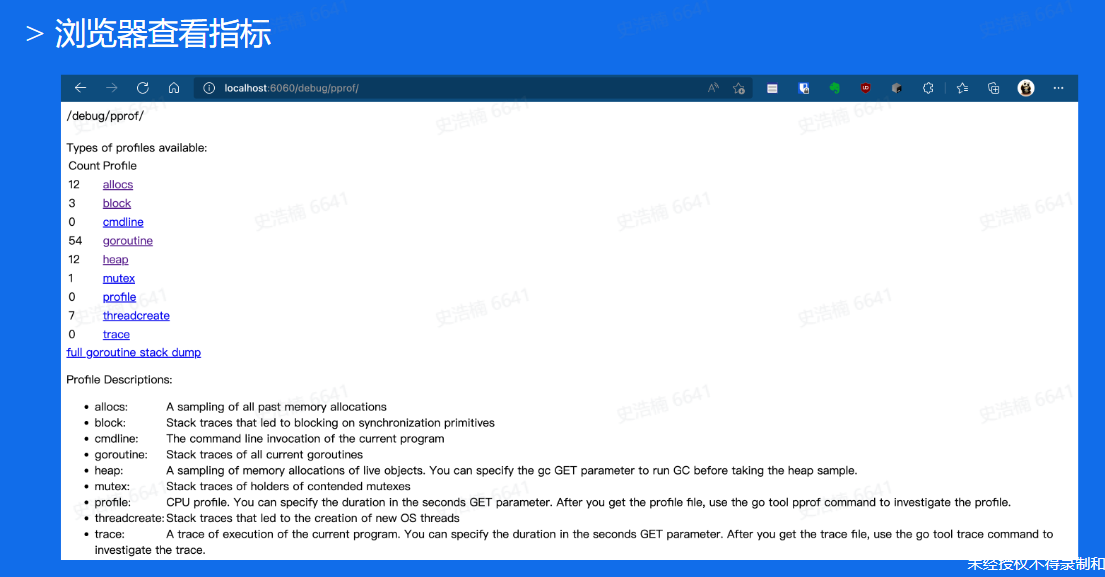 > 浏览器查看指标
localhost:6060/debug/pprof/
/debug/pprof/
Types of profiles available:
Count Profile
12 allocs
3 block
0 cmdline
54 goroutine
12 heap
1 mutex
0 profile
7 threadcreate
0 trace
full goroutine stack dump
Profile Descriptions:
• allocs: A sampling of all past memory allocations
• block: Stack traces that led to blocking on synchronization primitives
• cmdline: The command line invocation of the current program
• goroutine: Stack traces of all current goroutines
• heap: A sampling of memory allocations of live objects. You can specify the gc GET parameter to run GC before taking the heap sample.
• mutex: Stack traces of holders of contended mutexes
• profile: CPU profile. You can specify the duration in the seconds GET parameter. After you get the profile file, use the go tool pprof command to investigate the profile.
• threadcreate: Stack traces that led to the creation of new OS threads
• trace: A trace of execution of the current program. You can specify the duration in the seconds GET parameter. After you get the trace file, use the go tool trace command to
investigate the trace.
未经授权不得录制和
史浩楠 6641